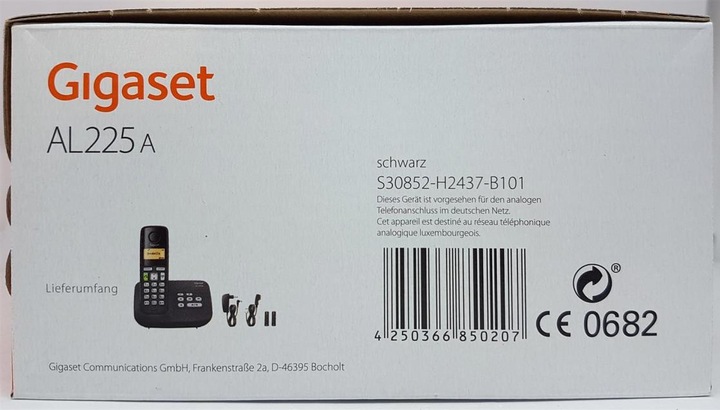 Gigaset
AL225 A
schwarz
S30852-H2437-B101
Dieses Gerät ist vorgesehen für den analogen
Telefonanschluss im deutschen Netz.
Cet appareil est destiné au réseau téléphonique
analogique luxembourgeois.
Lieferumfang
4 250366 850207
®
CE 0682
Gigaset Communications GmbH, Frankenstraße 2a, D-46395 Bocholt